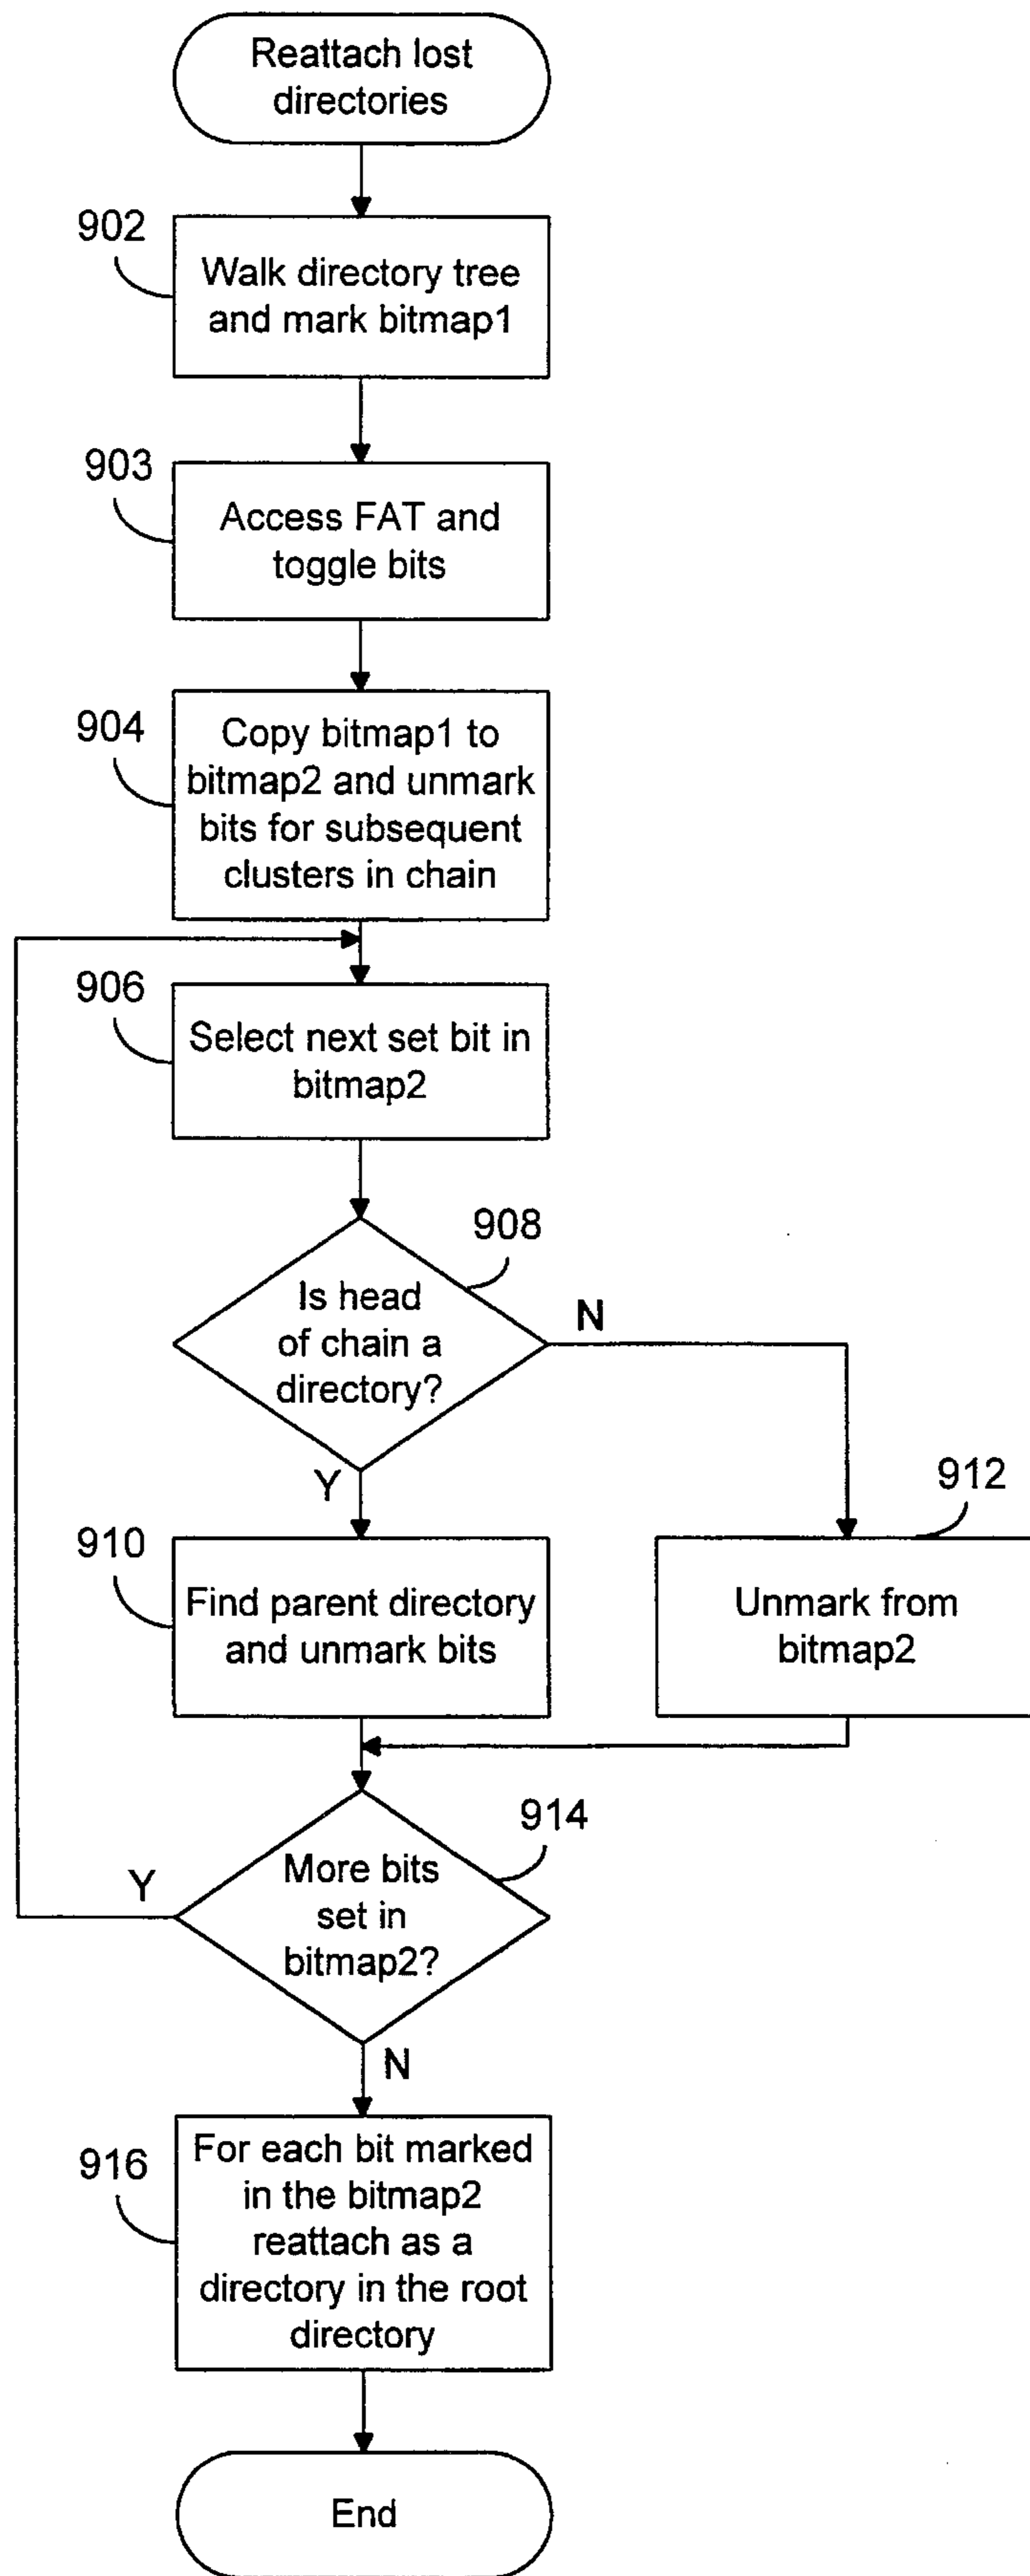 Reattach lost
directories
902
Walk directory tree
and mark bitmap1
903
Access FAT and
toggle bits
904
Copy bitmap1 to
bitmap2 and unmark
bits for subsequent
clusters in chain
906
Select next set bit in
bitmap2
908
Is head
of chain a
directory?
N
Y
910
Find parent directory
and unmark bits
912
Unmark from
bitmap2
914
More bits
set in
bitmap2?
Y
N
916
For each bit marked
in the bitmap2
reattach as a
directory in the root
directory
End